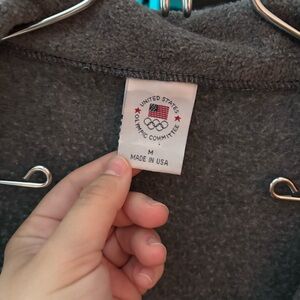 UNITED STATES
OLYMPIC COMMITTEE
M
MADE IN USA